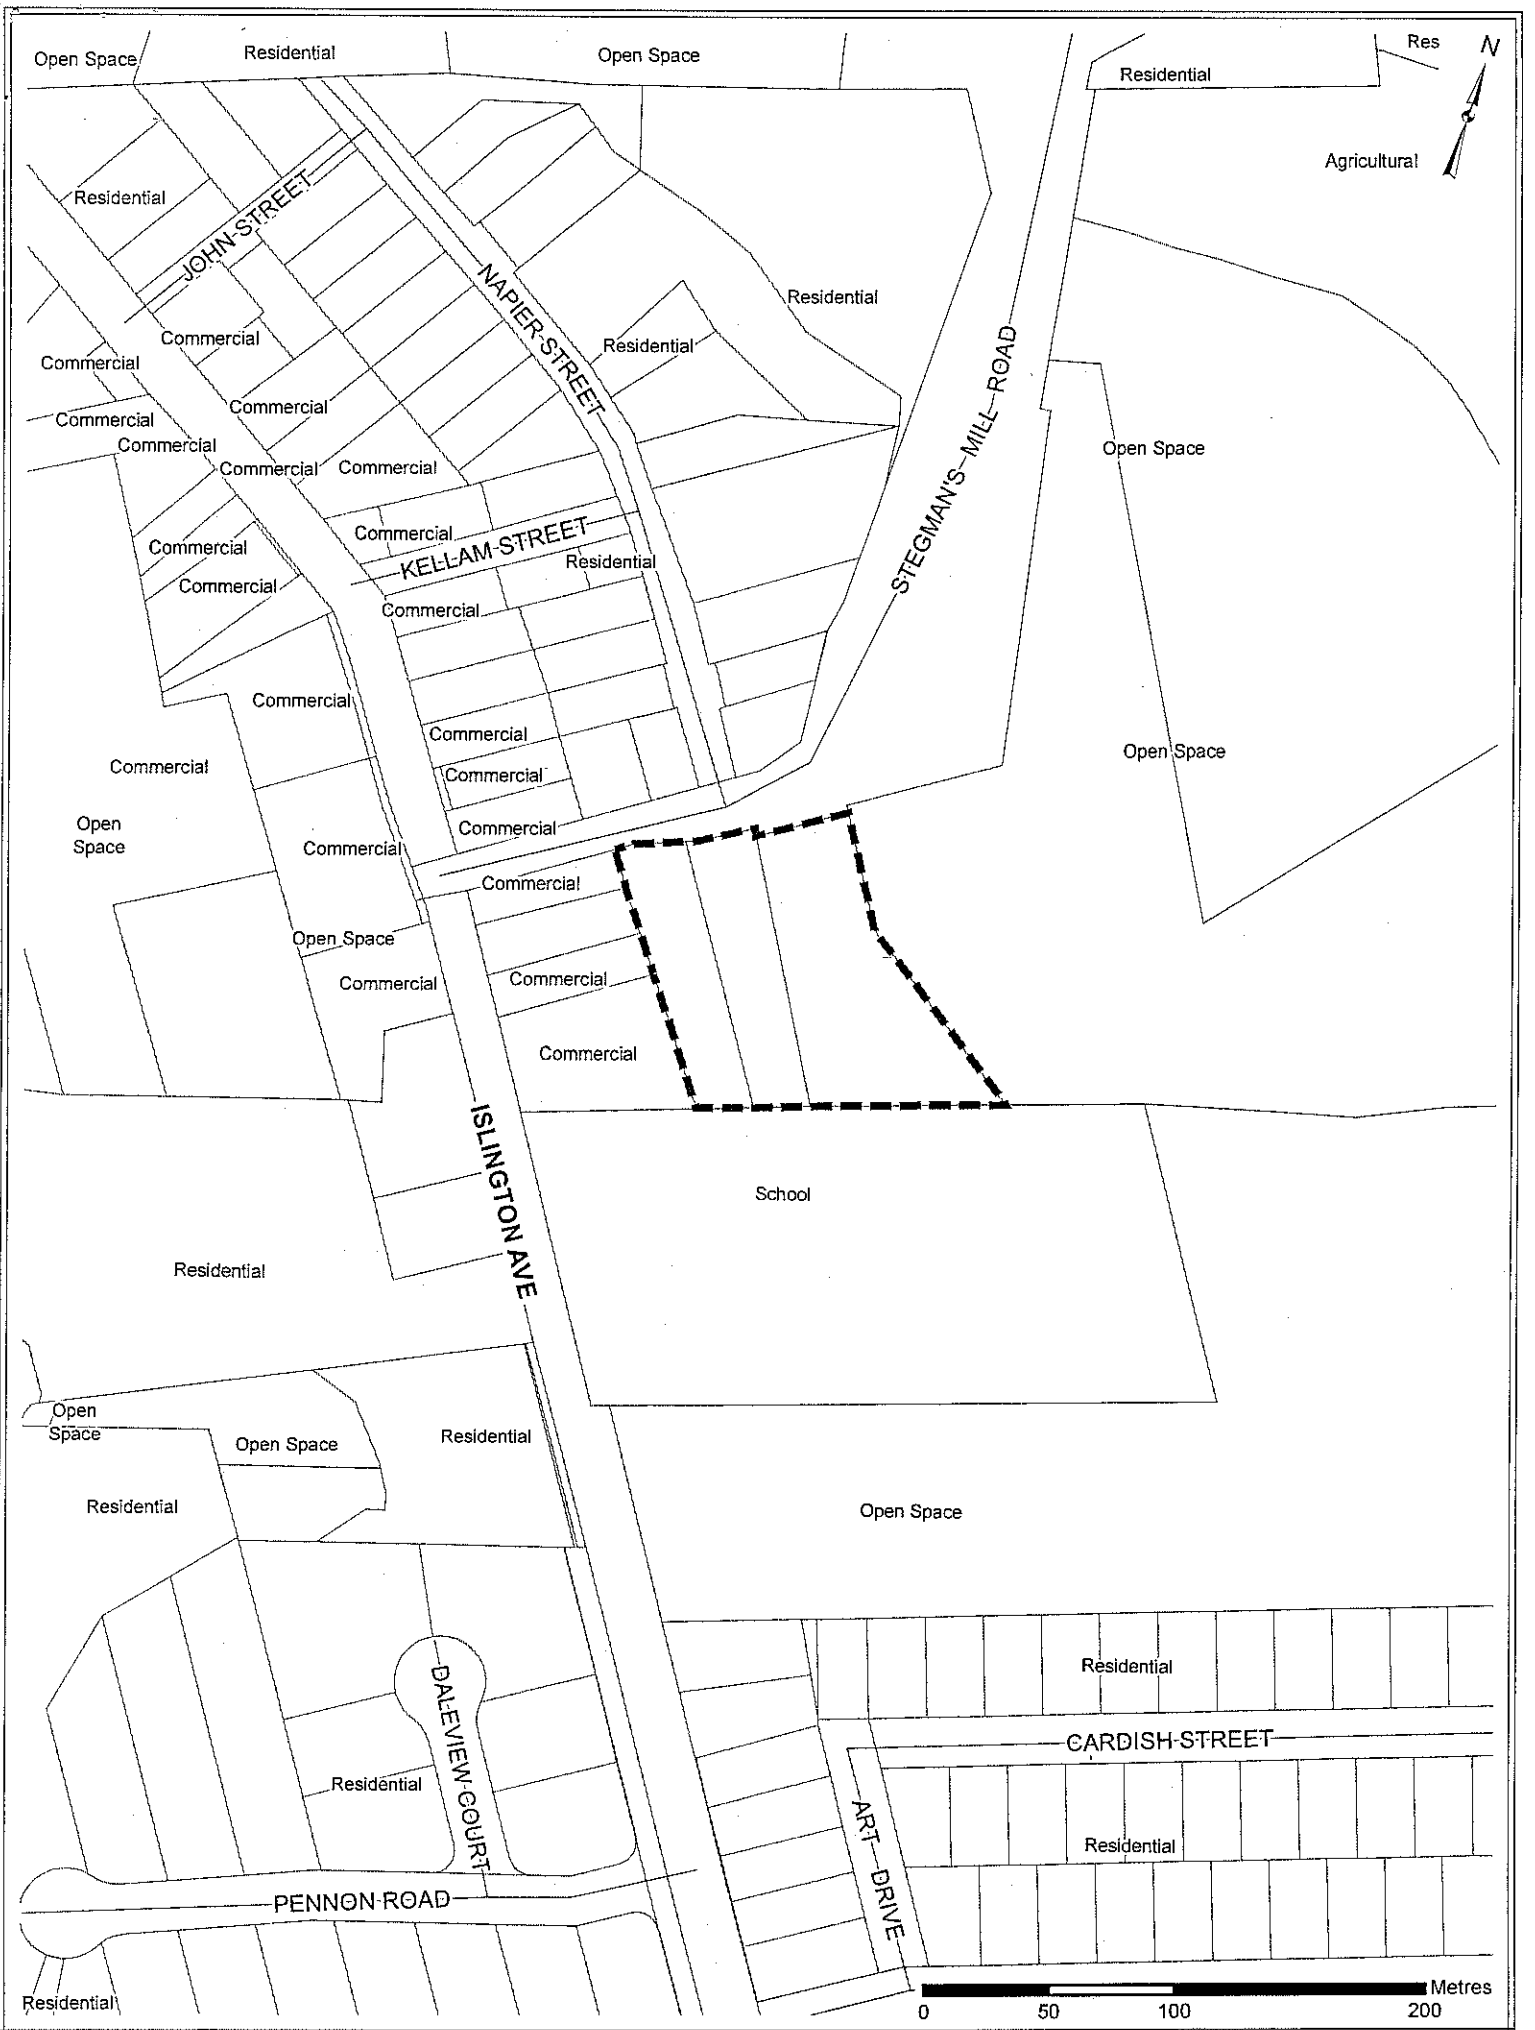 Open Space
Residential
Open Space
Res
N
Residential
Agricultural
Residential
JOHN STREET
NAPIER STREET
Residential
Commercial
Residential
STEGMAN'S MILL ROAD
Commercial
Commercial
Commercial
Commercial
Open Space
Commercial
Commercial
Commercial
KELLAM STREET
Commercial
Residential
Commercial
Commercial
Commercial
Commercial
Open Space
Commercial
Commercial
Open
Space
Commercial
Commercial
Commercial
Open Space
Commercial
Commercial
Commercial
ISLINGTON AVE
School
Residential
Open
Space
Open Space
Residential
Residential
Open Space
Residential
DALEVIEW COURT
CARDISH STREET
Residential
ART DRIVE
Residential
PENNON ROAD
Residential
Metres
0
50
100
200